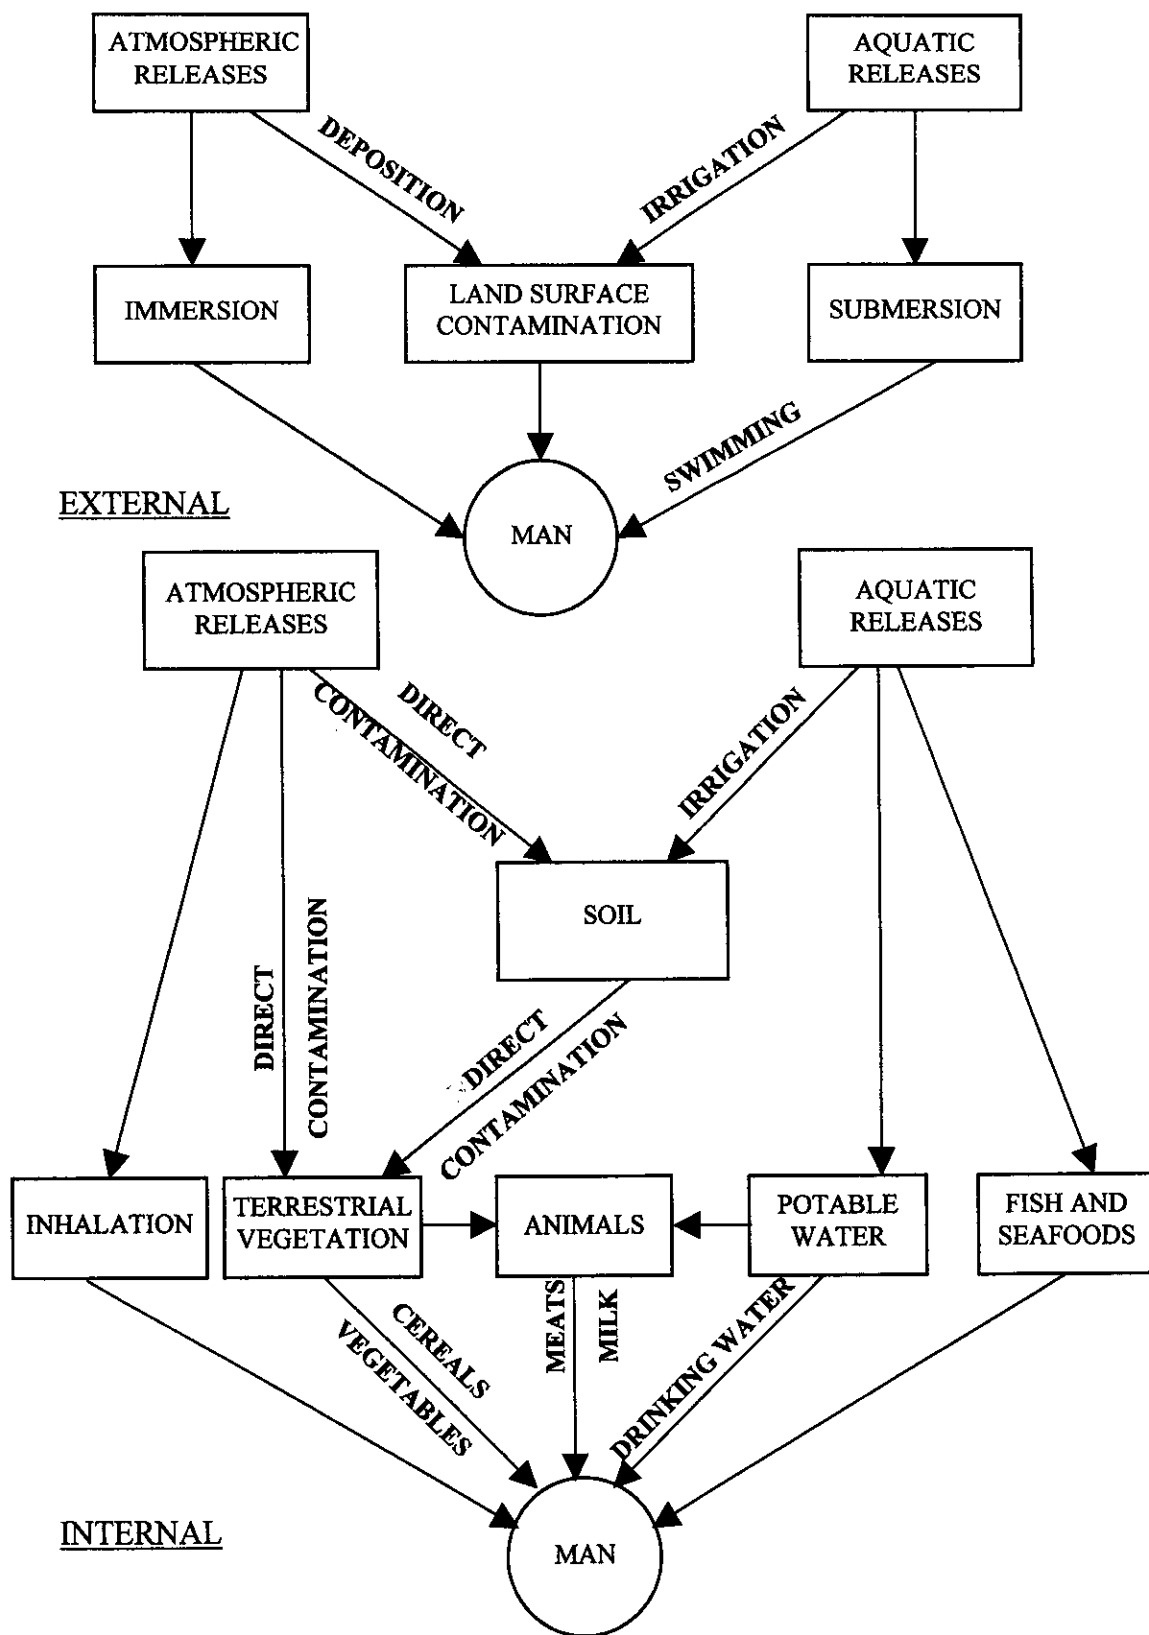 ATMOSPHERIC
RELEASES
AQUATIC
RELEASES
DEPOSITION
IRRIGATION
IMMERSION
LAND SURFACE
CONTAMINATION
SUBMERSION
SWIMMING
EXTERNAL
MAN
ATMOSPHERIC
RELEASES
AQUATIC
RELEASES
DIRECT
CONTAMINATION
IRRIGATION
SOIL
DIRECT
CONTAMINATION
DIRECT
CONTAMINATION
INHALATION
TERRESTRIAL
VEGETATION
ANIMALS
POTABLE
WATER
FISH AND
SEAFOODS
CEREALS
VEGETABLES
MEATS
MILK
DRINKING WATER
INTERNAL
MAN